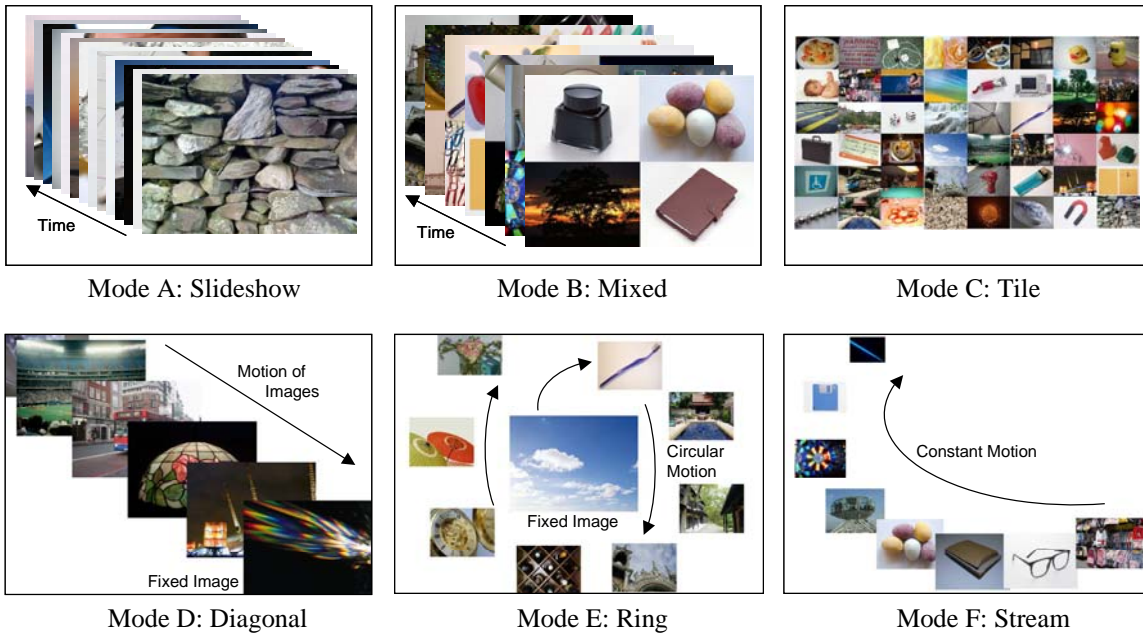 Time
Mode A: Slideshow
Time
Mode B: Mixed
Mode C: Tile
Motion of
Images
Fixed Image
Mode D: Diagonal
Fixed Image
Circular
Motion
Mode E: Ring
Constant Motion
Mode F: Stream